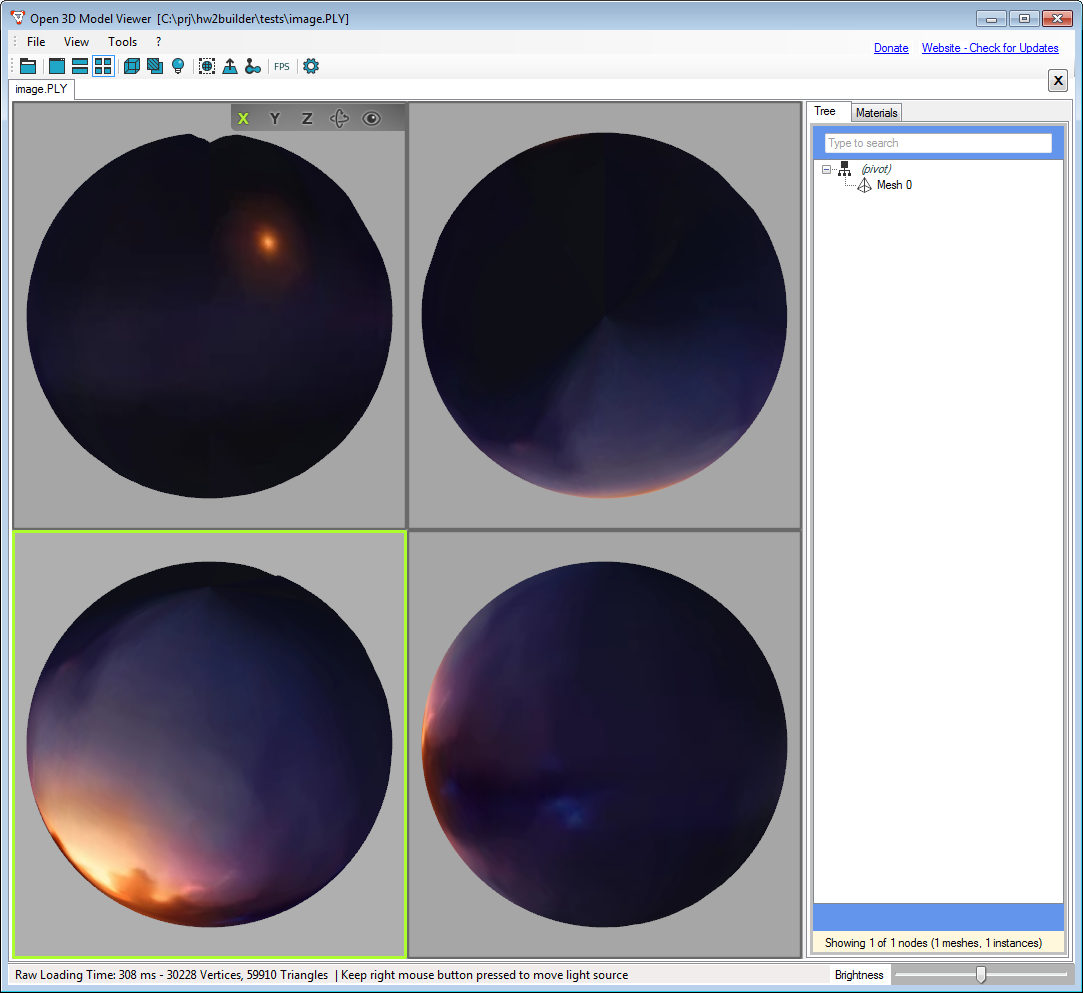 Open 3D Model Viewer [C:\prj\hw2builder\tests\image.PLY]
File View Tools ?
Donate Website - Check for Updates
FPS
image.PLY
X
X Y Z
Tree Materials
Type to search
(pivot)
Mesh 0
Showing 1 of 1 nodes (1 meshes, 1 instances)
Raw Loading Time: 308 ms - 30228 Vertices, 59910 Triangles | Keep right mouse button pressed to move light source
Brightness